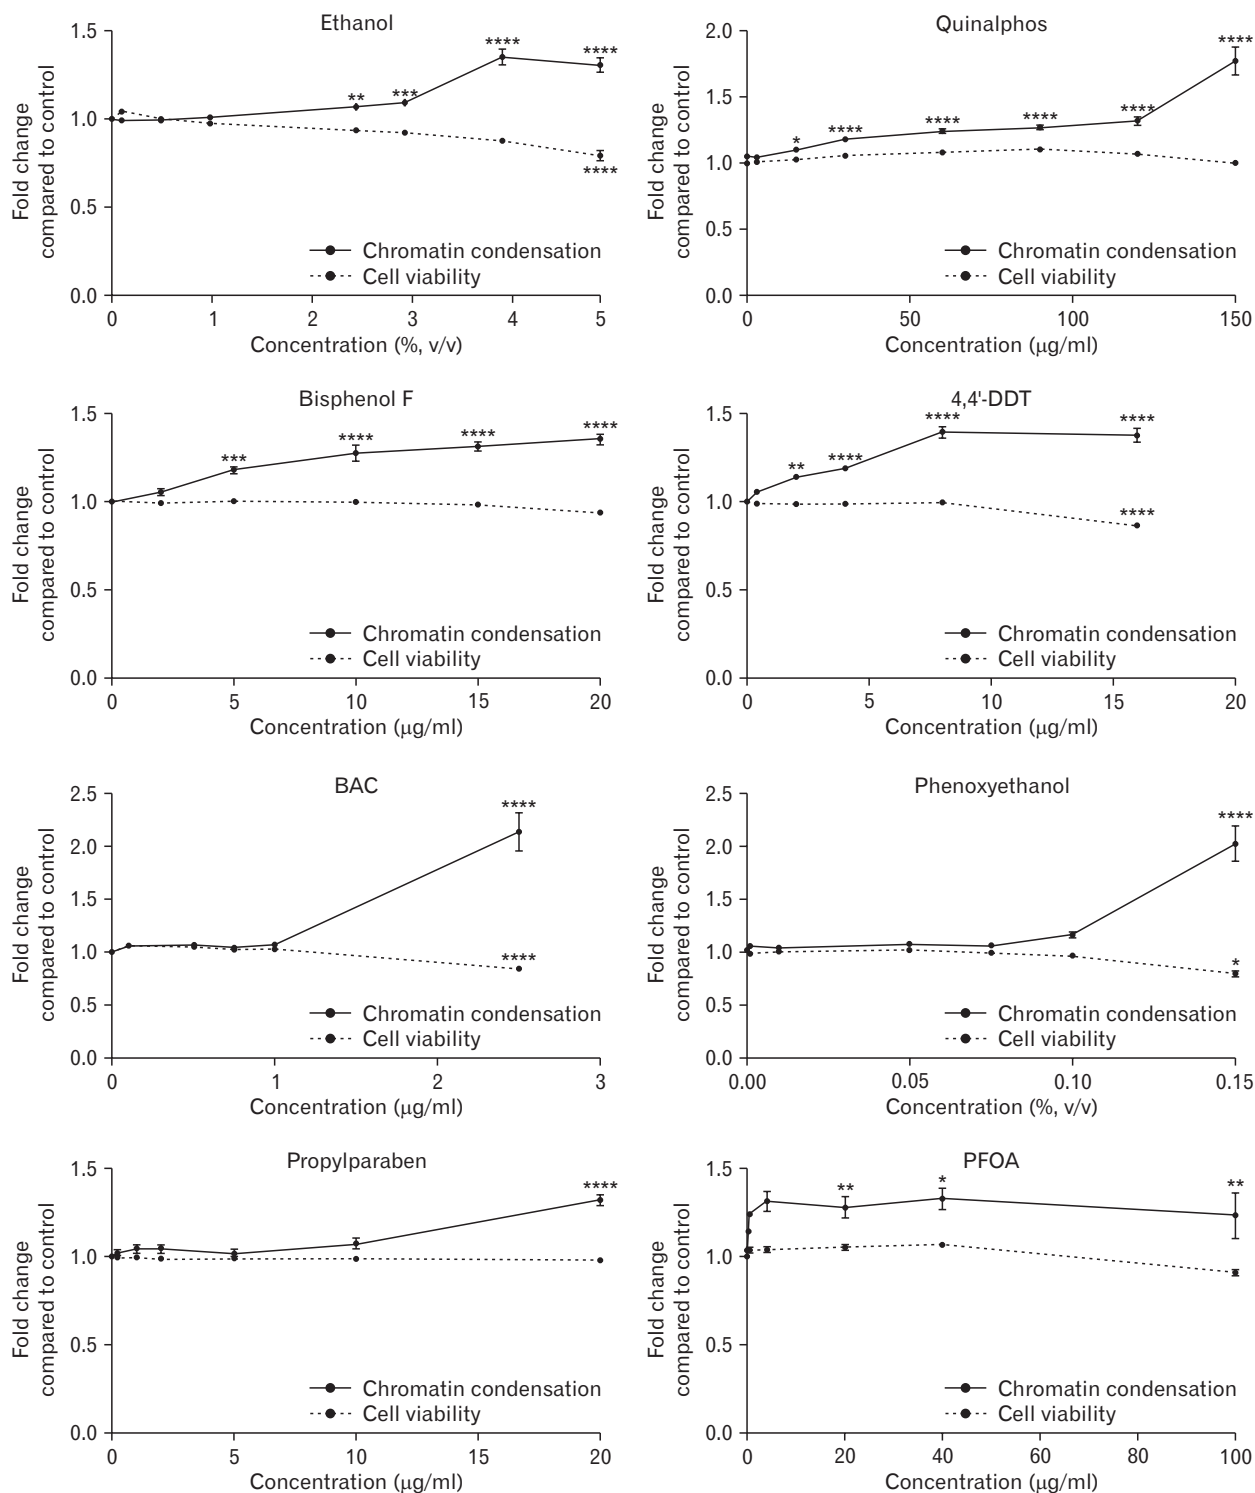 Ethanol
1.5
1.0
0.5
0.0
Fold change
compared to control
****
****
**
***
****
Chromatin condensation
Cell viability
0 1 2 3 4 5
Concentration (%, v/v)
Quinalphos
2.0
1.5
1.0
0.5
0.0
Fold change
compared to control
****
****
****
****
****
*
Chromatin condensation
Cell viability
0 50 100 150
Concentration (μg/ml)
Bisphenol F
1.5
1.0
0.5
0.0
Fold change
compared to control
****
****
****
***
Chromatin condensation
Cell viability
0 5 10 15 20
Concentration (μg/ml)
4,4'-DDT
1.5
1.0
0.5
0.0
Fold change
compared to control
****
****
****
**
****
Chromatin condensation
Cell viability
0 5 10 15 20
Concentration (μg/ml)
BAC
2.5
2.0
1.5
1.0
0.5
0.0
Fold change
compared to control
****
****
Chromatin condensation
Cell viability
0 1 2 3
Concentration (μg/ml)
Phenoxyethanol
2.5
2.0
1.5
1.0
0.5
0.0
Fold change
compared to control
****
*
Chromatin condensation
Cell viability
0.00 0.05 0.10 0.15
Concentration (%, v/v)
Propylparaben
1.5
1.0
0.5
0.0
Fold change
compared to control
****
Chromatin condensation
Cell viability
0 5 10 15 20
Concentration (μg/ml)
PFOA
1.5
1.0
0.5
0.0
Fold change
compared to control
**
*
**
Chromatin condensation
Cell viability
0 20 40 60 80 100
Concentration (μg/ml)